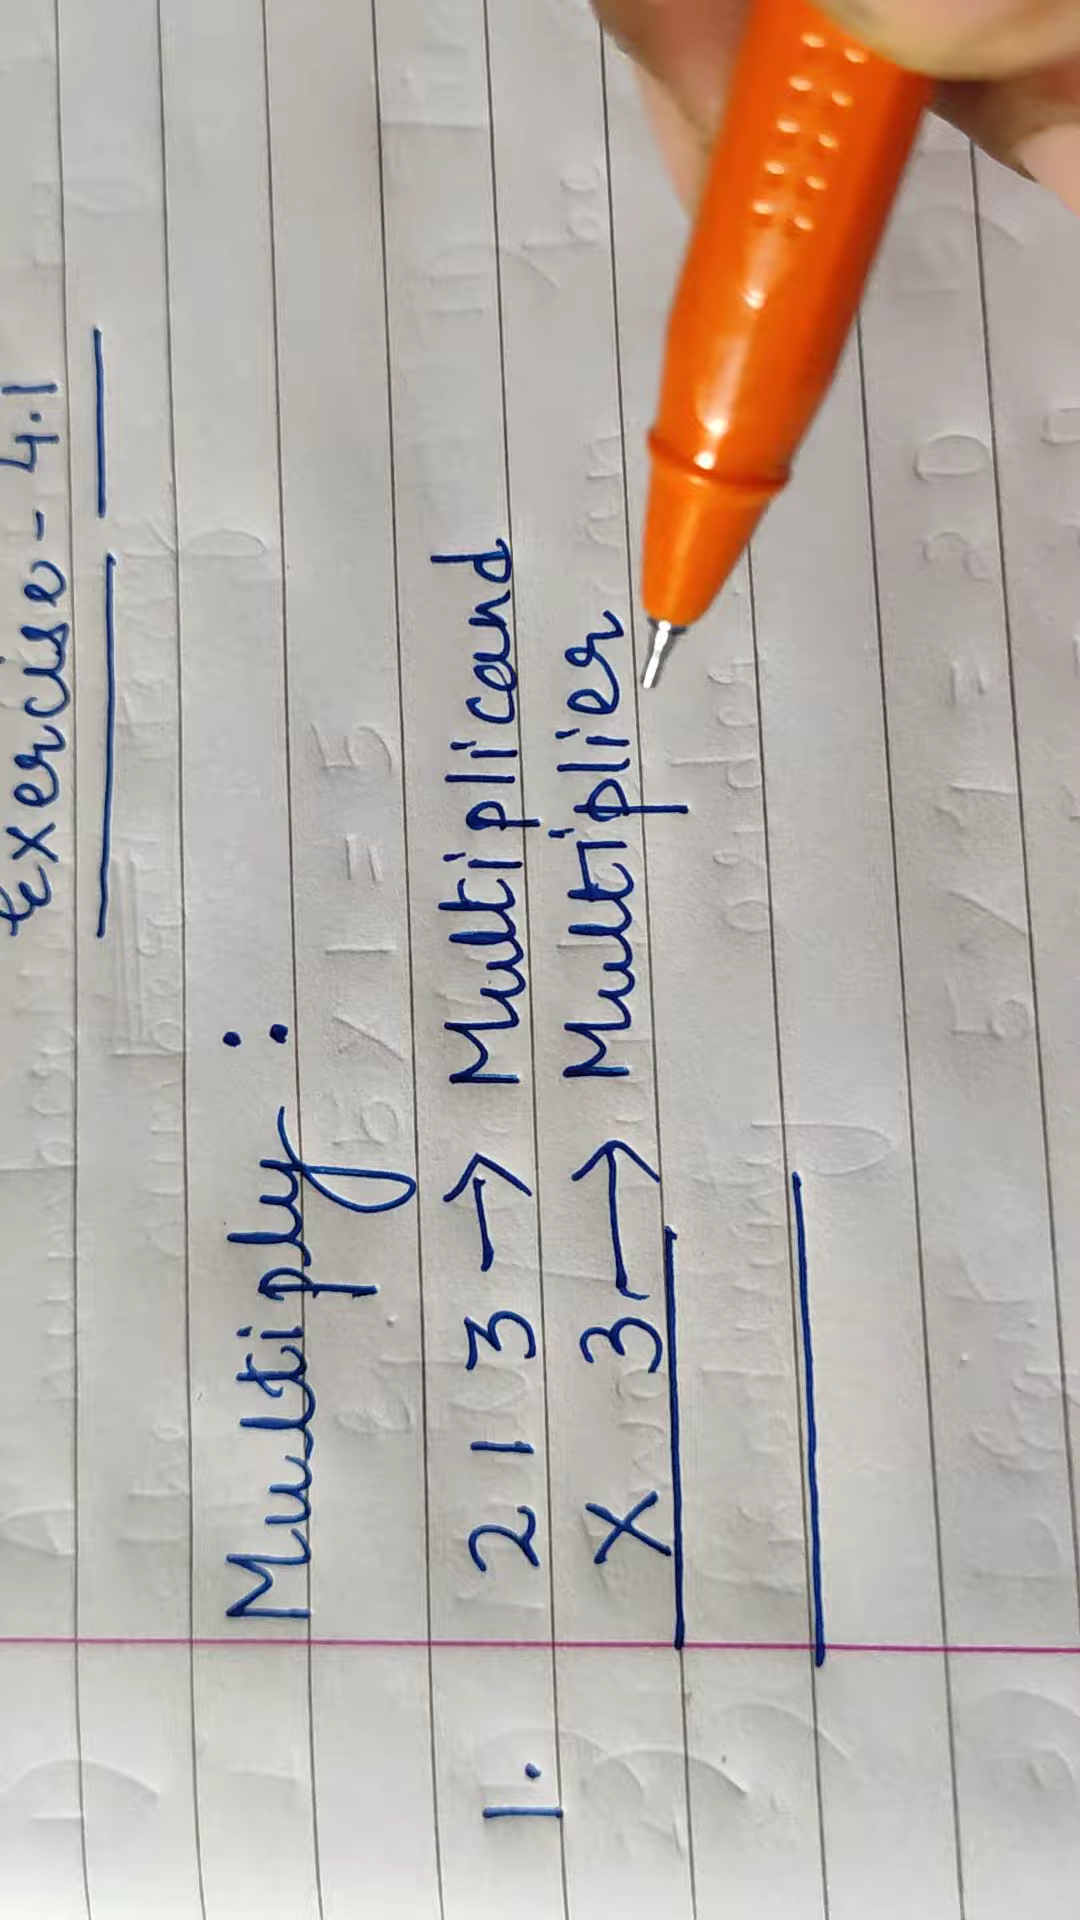 Exercise - 4.1
Multiply :
1. 213 → Multiplicand
x 3 → Multiplier